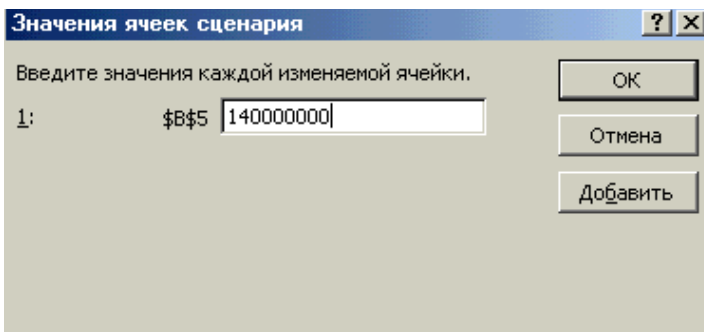 Значения ячеек сценария
Введите значения каждой изменяемой ячейки.
1: $B$5 140000000
ОК
Отмена
Добавить